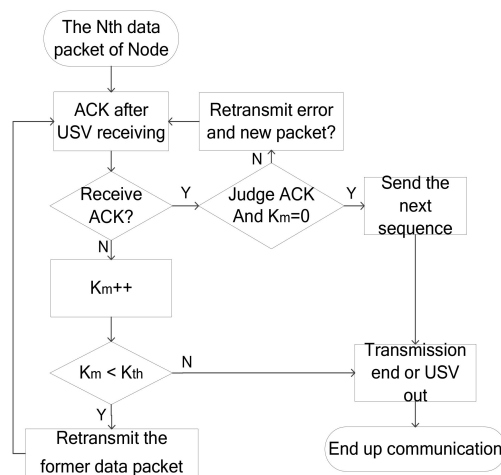 The Nth data
packet of Node
ACK after
USV receiving
Retransmit error
and new packet?
N
Receive
ACK?
Y
Judge ACK
And Km=0
Y
Send the
next
sequence
N
Km++
Km < Kth
N
Transmission
end or USV
out
Y
Retransmit the
former data packet
End up communication